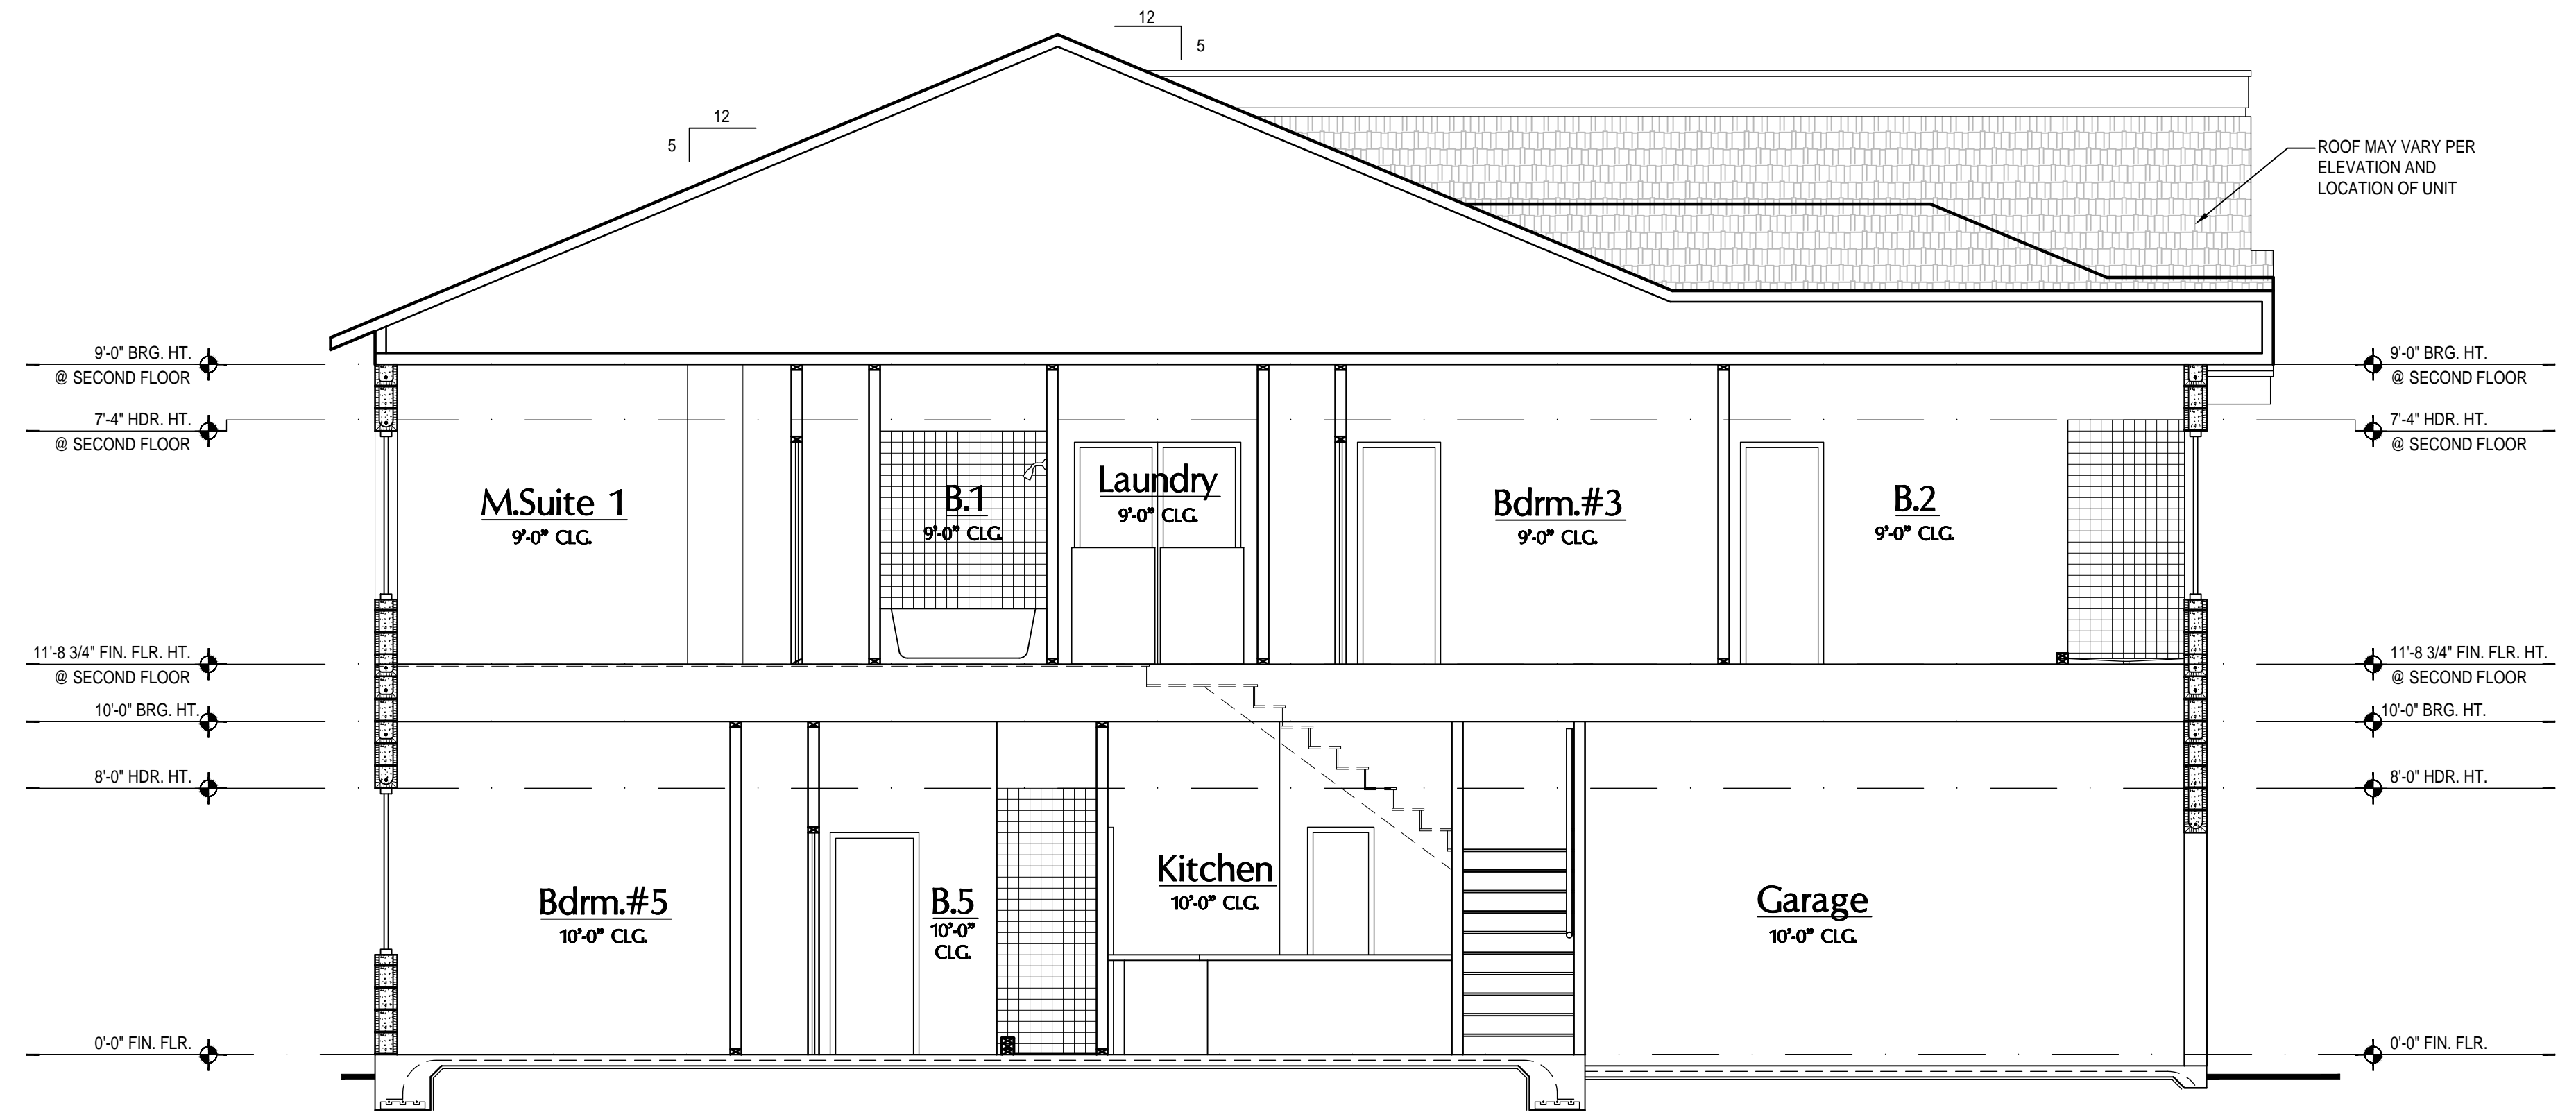 12
5
12
5
ROOF MAY VARY PER
ELEVATION AND
LOCATION OF UNIT
9'-0" BRG. HT.
@ SECOND FLOOR
9'-0" BRG. HT.
@ SECOND FLOOR
7'-4" HDR. HT.
@ SECOND FLOOR
7'-4" HDR. HT.
@ SECOND FLOOR
M.Suite 1
9'-0" CLG.
B.1
9'-0" CLG.
Laundry
9'-0" CLG.
Bdrm.#3
9'-0" CLG.
B.2
9'-0" CLG.
11'-8 3/4" FIN. FLR. HT.
@ SECOND FLOOR
11'-8 3/4" FIN. FLR. HT.
@ SECOND FLOOR
10'-0" BRG. HT.
10'-0" BRG. HT.
8'-0" HDR. HT.
8'-0" HDR. HT.
Bdrm.#5
10'-0" CLG.
B.5
10'-0"
CLG.
Kitchen
10'-0" CLG.
Garage
10'-0" CLG.
0'-0" FIN. FLR.
0'-0" FIN. FLR.